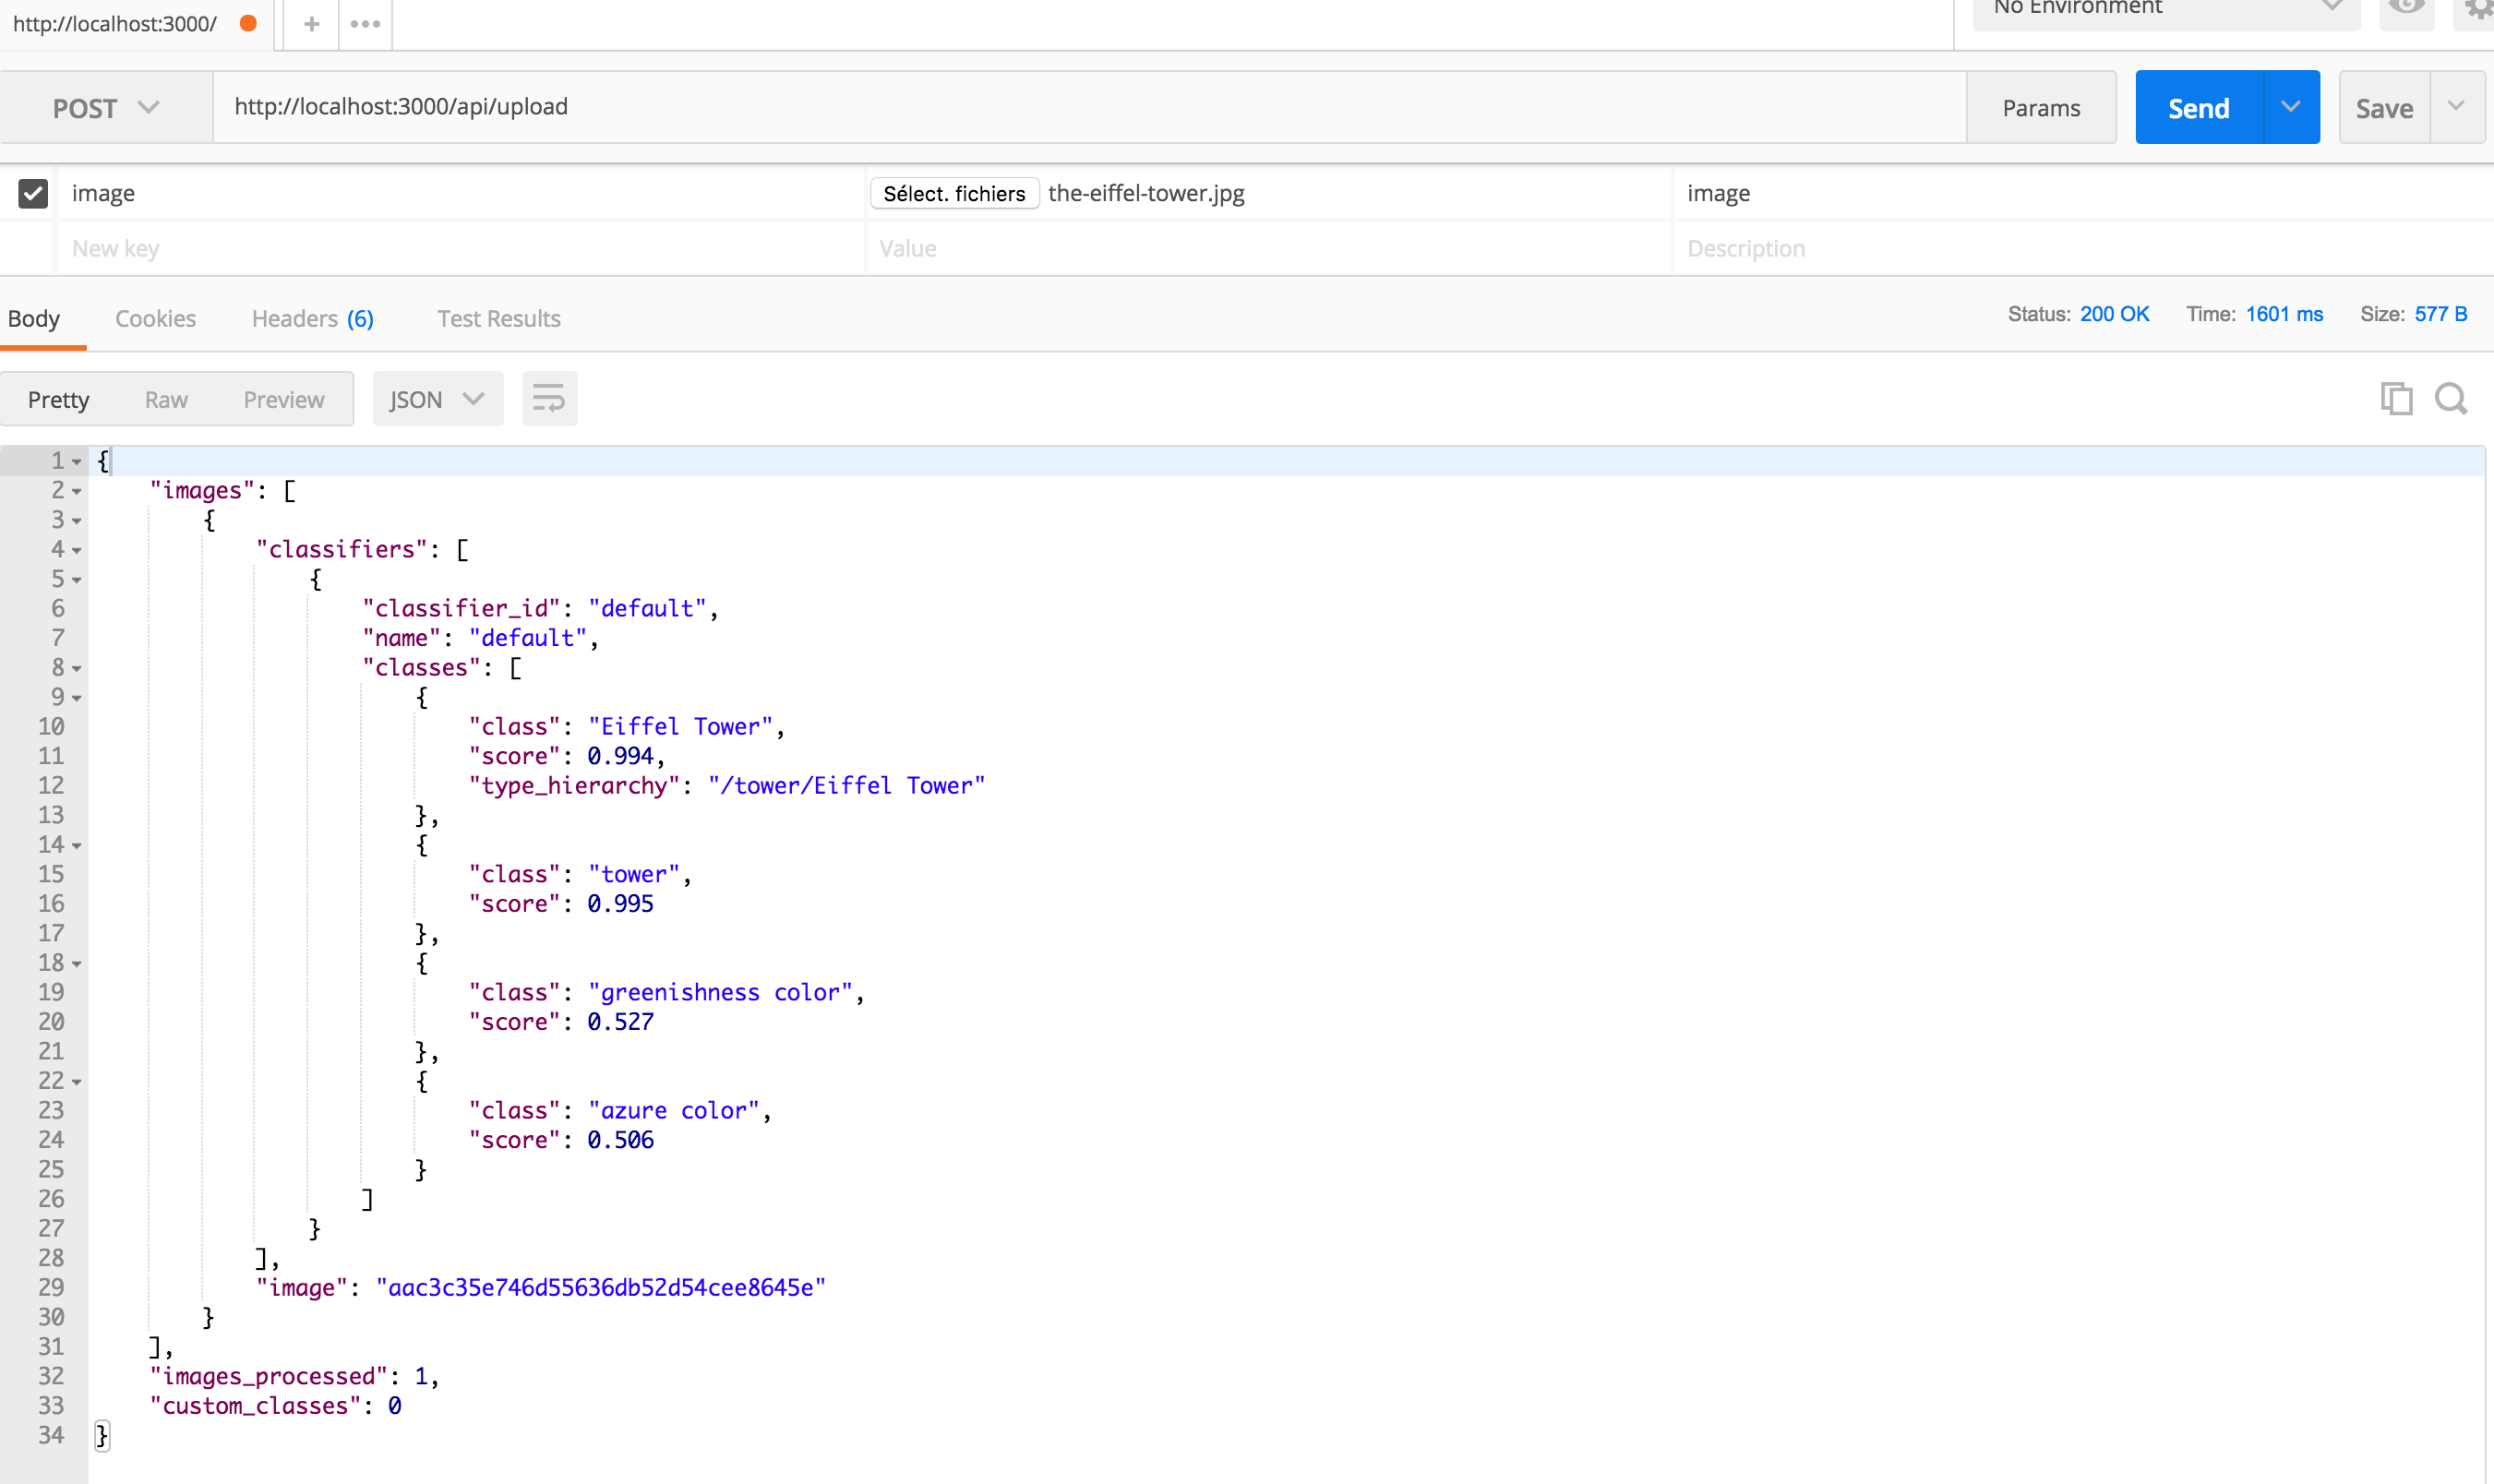 http://localhost:3000/ + ••• No Environment
POST http://localhost:3000/api/upload Params Send Save
image Sélect. fichiers the-eiffel-tower.jpg image
New key Value Description
Body Cookies Headers (6) Test Results Status: 200 OK Time: 1601 ms Size: 577 B
Pretty Raw Preview JSON
1 {
2 "images": [
3 {
4 "classifiers": [
5 {
6 "classifier_id": "default",
7 "name": "default",
8 "classes": [
9 {
10 "class": "Eiffel Tower",
11 "score": 0.994,
12 "type_hierarchy": "/tower/Eiffel Tower"
13 },
14 {
15 "class": "tower",
16 "score": 0.995
17 },
18 {
19 "class": "greenishness color",
20 "score": 0.527
21 },
22 {
23 "class": "azure color",
24 "score": 0.506
25 }
26 ]
27 }
28 ],
29 "image": "aac3c35e746d55636db52d54cee8645e"
30 }
31 ],
32 "images_processed": 1,
33 "custom_classes": 0
34 }